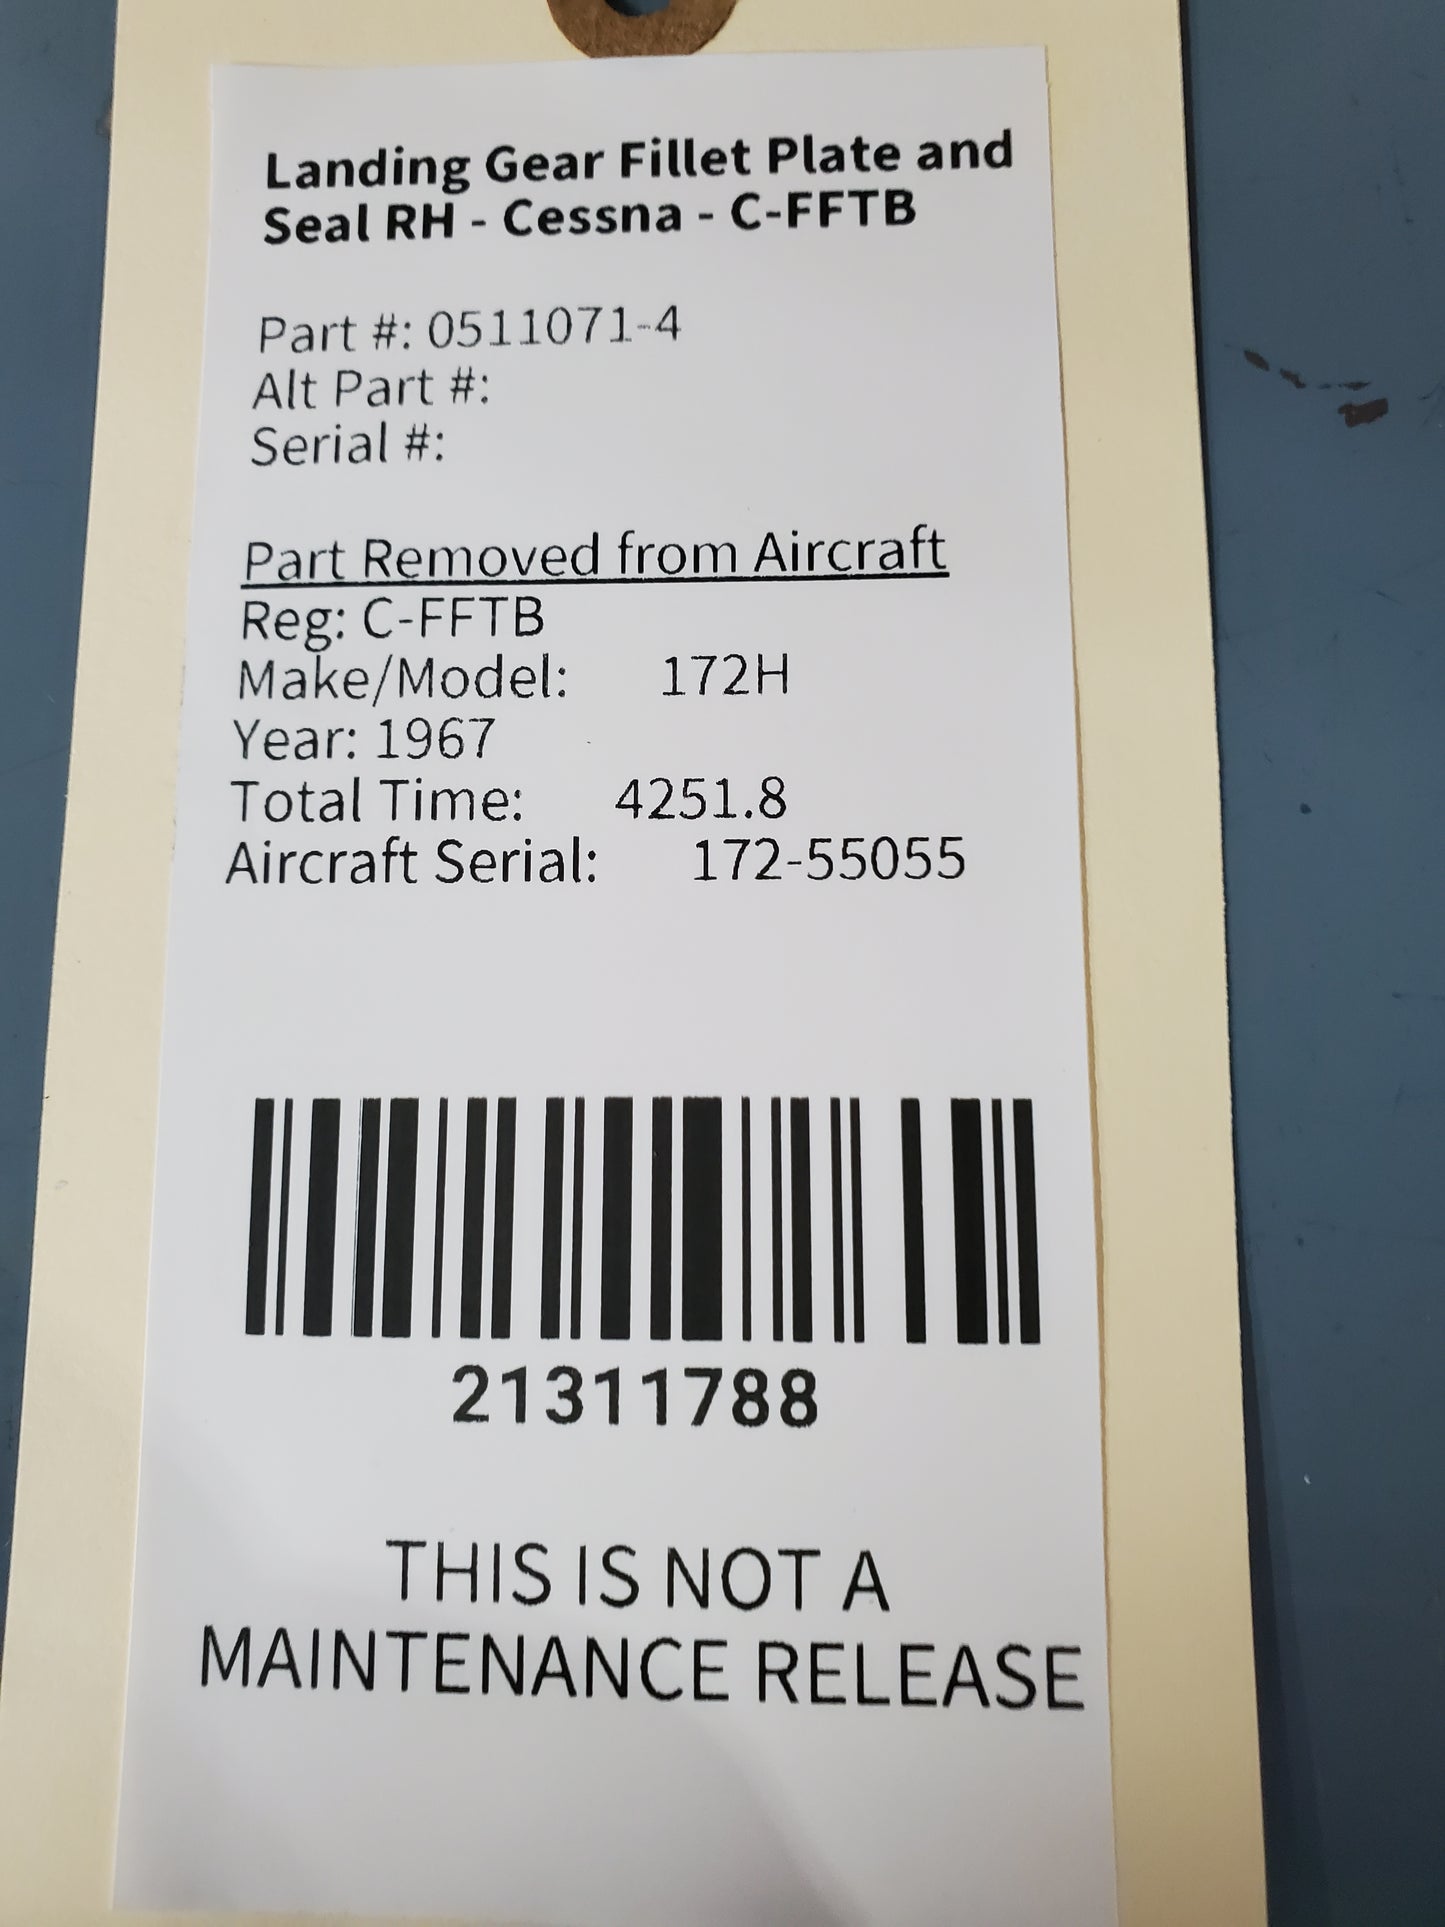 Landing Gear Fillet Plate and
Seal RH - Cessna - C-FFTB
Part #: 0511071-4
Alt Part #:
Serial #:
Part Removed from Aircraft
Reg: C-FFTB
Make/Model: 172H
Year: 1967
Total Time: 4251.8
Aircraft Serial: 172-55055
21311788
THIS IS NOT A
MAINTENANCE RELEASE